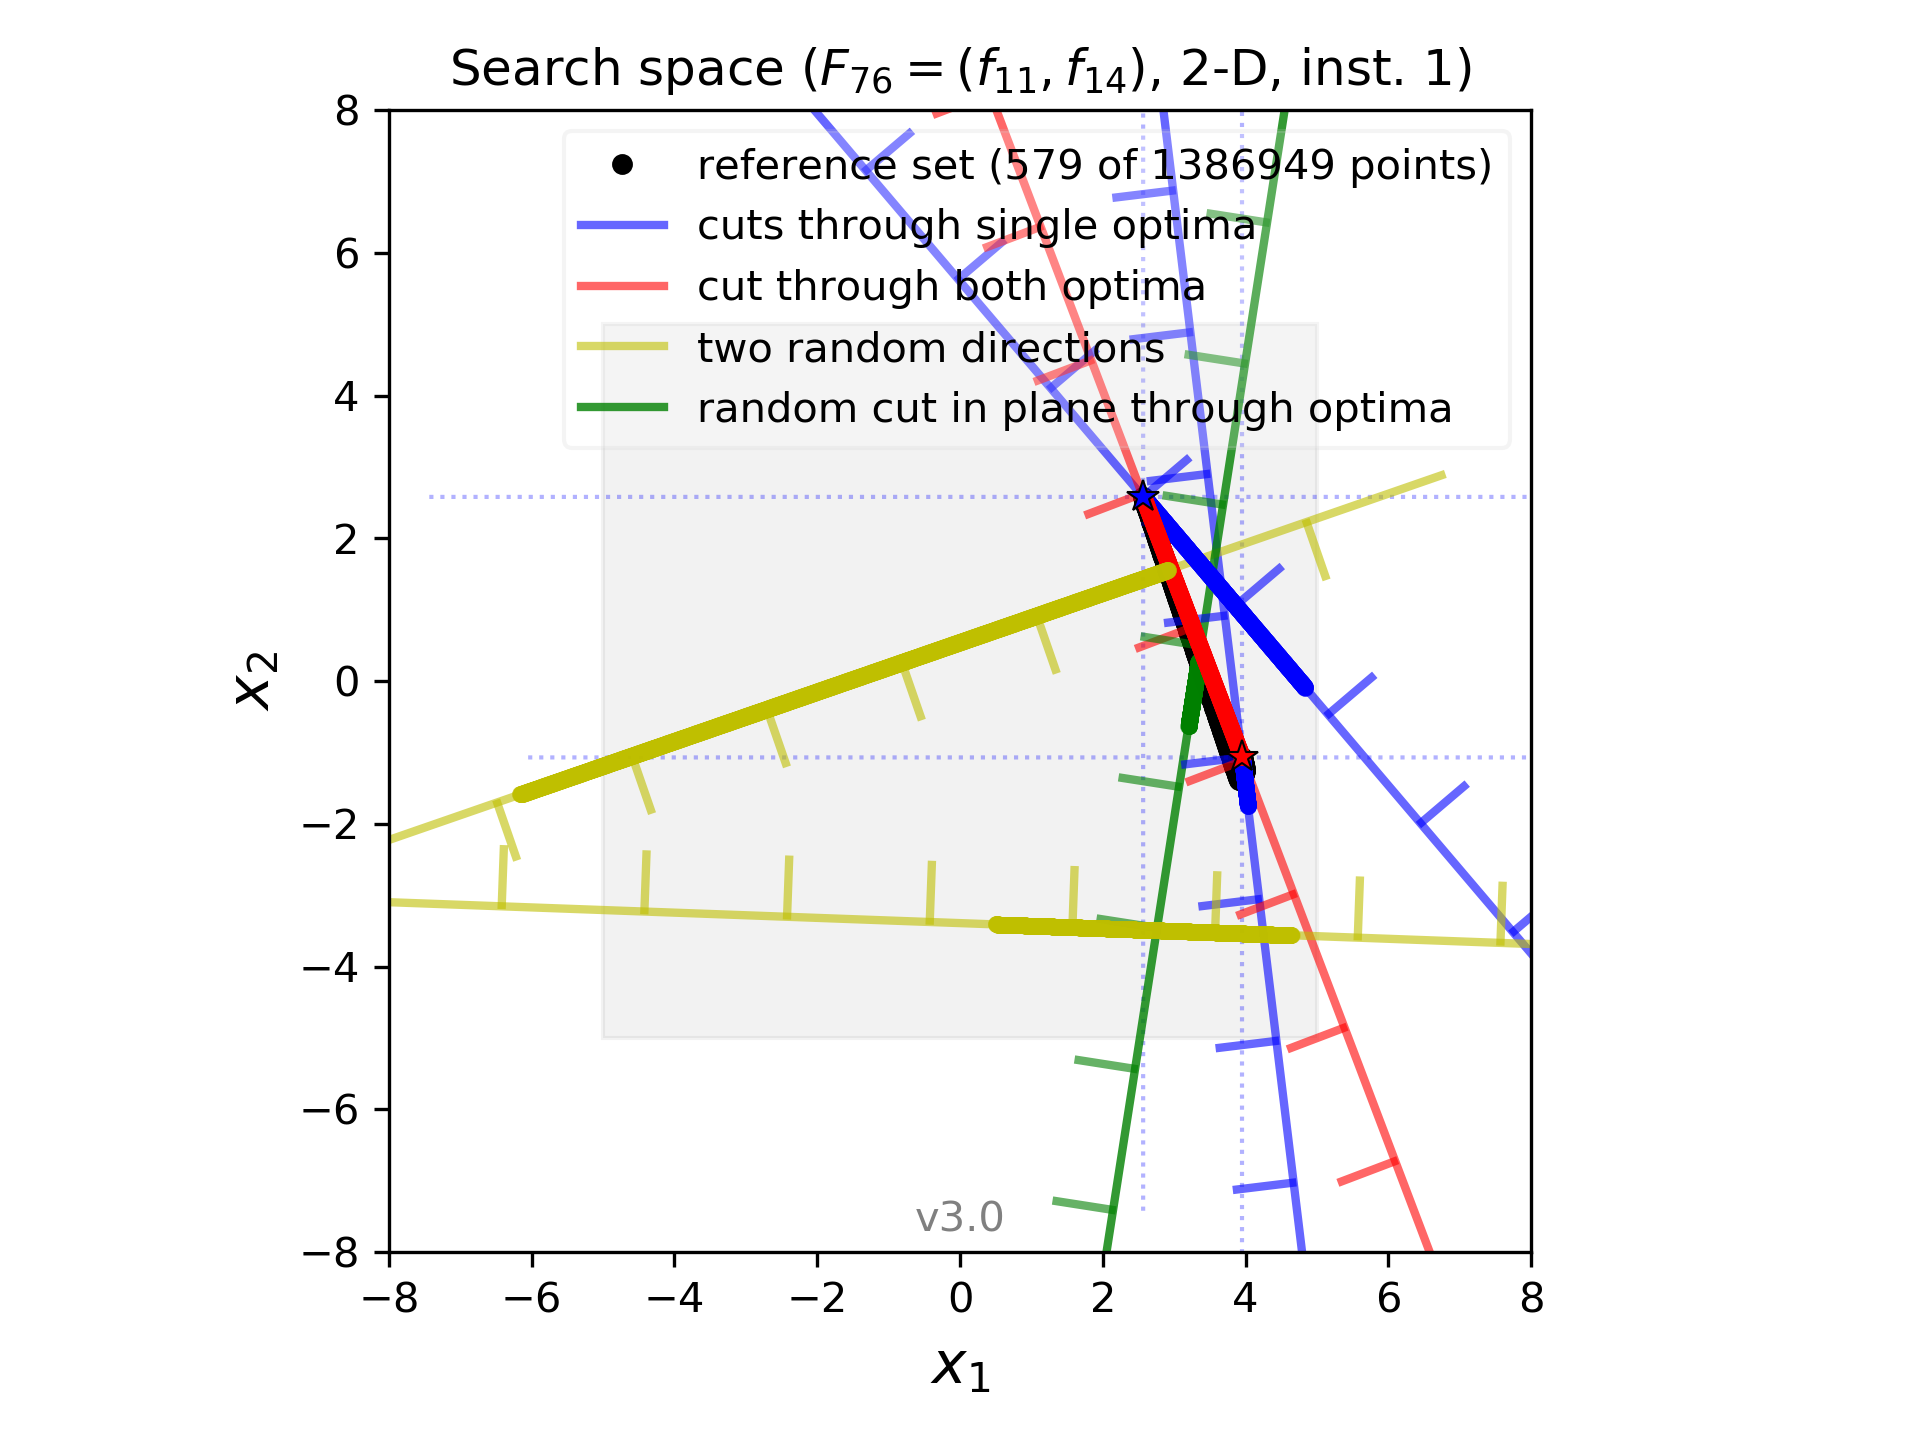 Search space (F₇₆ = (f₁₁, f₁₄), 2-D, inst. 1)
reference set (579 of 1386949 points)
cuts through single optima
cut through both optima
two random directions
random cut in plane through optima
8
6
4
2
0
−2
−4
−6
−8
x₂
v3.0
−8 −6 −4 −2 0 2 4 6 8
x₁